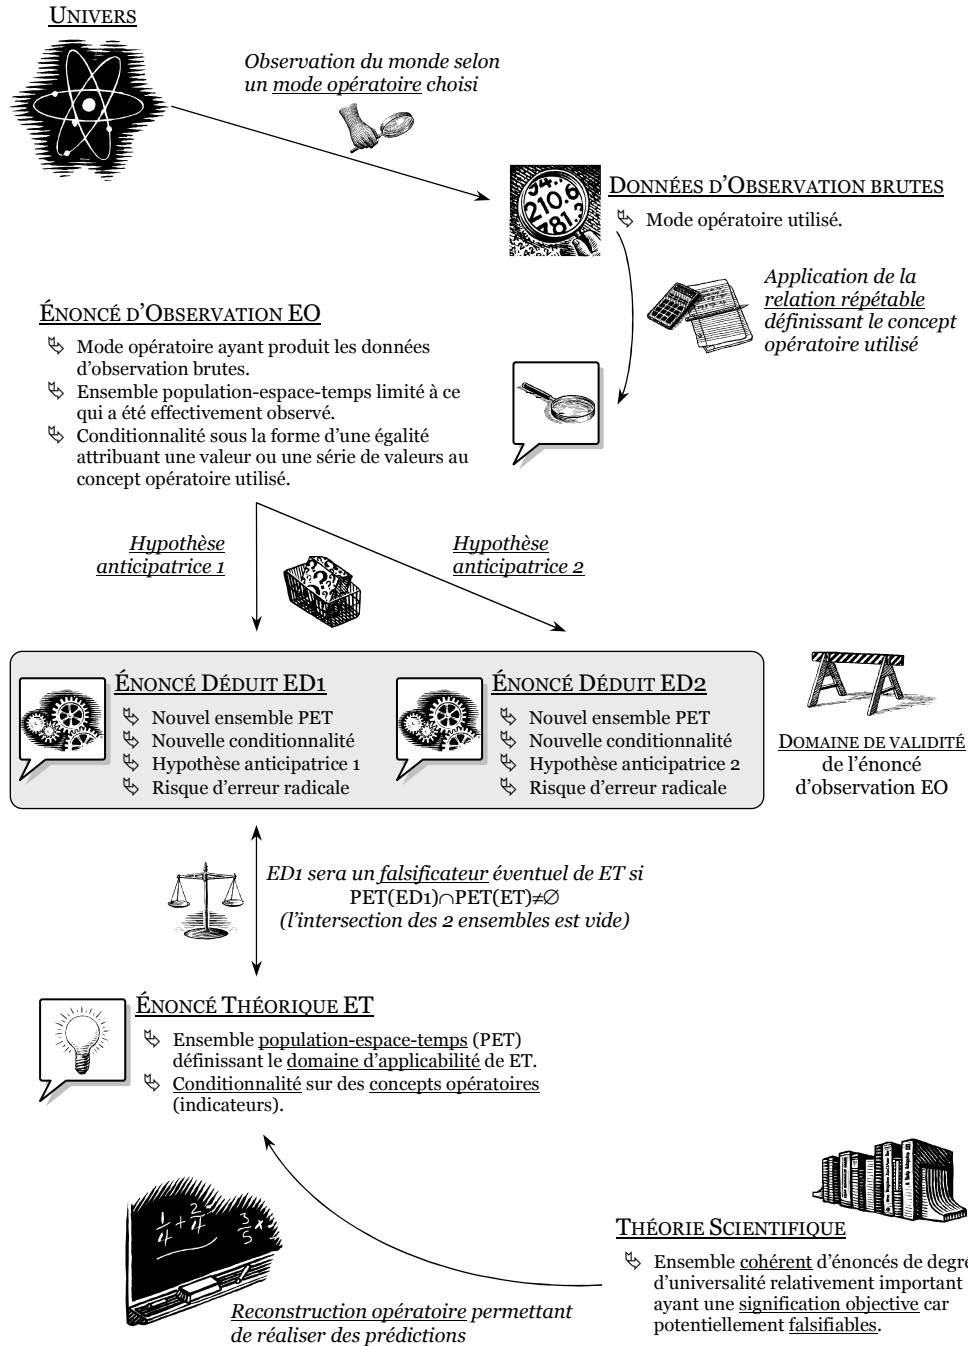 UNIVERS
Observation du monde selon
un mode opératoire choisi
94..
210.6
481..
DONNÉES D’OBSERVATION BRUTES
Mode opératoire utilisé.
Application de la
relation répétable
définissant le concept
opératoire utilisé
ÉNONCÉ D’OBSERVATION EO
Mode opératoire ayant produit les données
d’observation brutes.
Ensemble population-espace-temps limité à ce
qui a été effectivement observé.
Conditionnalité sous la forme d’une égalité
attribuant une valeur ou une série de valeurs au
concept opératoire utilisé.
Hypothèse
anticipatrice 1
Hypothèse
anticipatrice 2
ÉNONCÉ DÉDUIT ED1
Nouvel ensemble PET
Nouvelle conditionnalité
Hypothèse anticipatrice 1
Risque d’erreur radicale
ÉNONCÉ DÉDUIT ED2
Nouvel ensemble PET
Nouvelle conditionnalité
Hypothèse anticipatrice 2
Risque d’erreur radicale
DOMAINE DE VALIDITÉ
de l’énoncé
d’observation EO
ED1 sera un falsificateur éventuel de ET si
PET(ED1)∩PET(ET)≠∅
(l’intersection des 2 ensembles est vide)
ÉNONCÉ THÉORIQUE ET
Ensemble population-espace-temps (PET)
définissant le domaine d’applicabilité de ET.
Conditionnalité sur des concepts opératoires
(indicateurs).
THÉORIE SCIENTIFIQUE
Ensemble cohérent d’énoncés de degré
d’universalité relativement important
ayant une signification objective car
potentiellement falsifiables.
Reconstruction opératoire permettant
de réaliser des prédictions